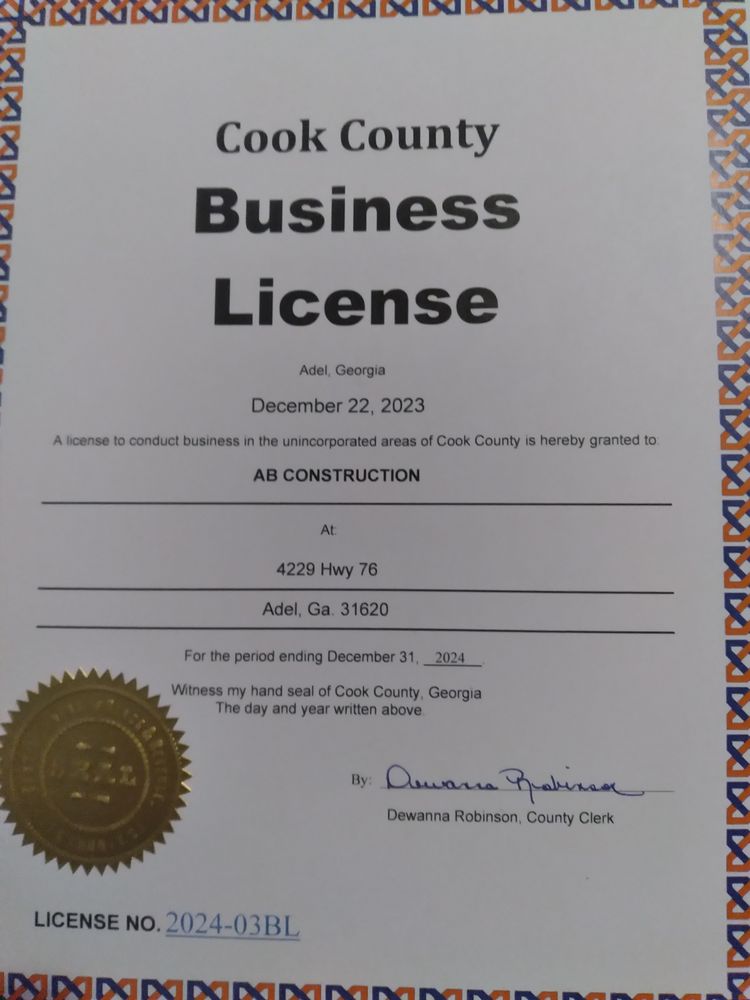 Cook County
Business
License
Adel, Georgia
December 22, 2023
A license to conduct business in the unincorporated areas of Cook County is hereby granted to:
AB CONSTRUCTION
At:
4229 Hwy 76
Adel, Ga. 31620
For the period ending December 31, 2024.
Witness my hand seal of Cook County, Georgia
The day and year written above.
By: Dewanna Robinson
Dewanna Robinson, County Clerk
LICENSE NO. 2024-03BL